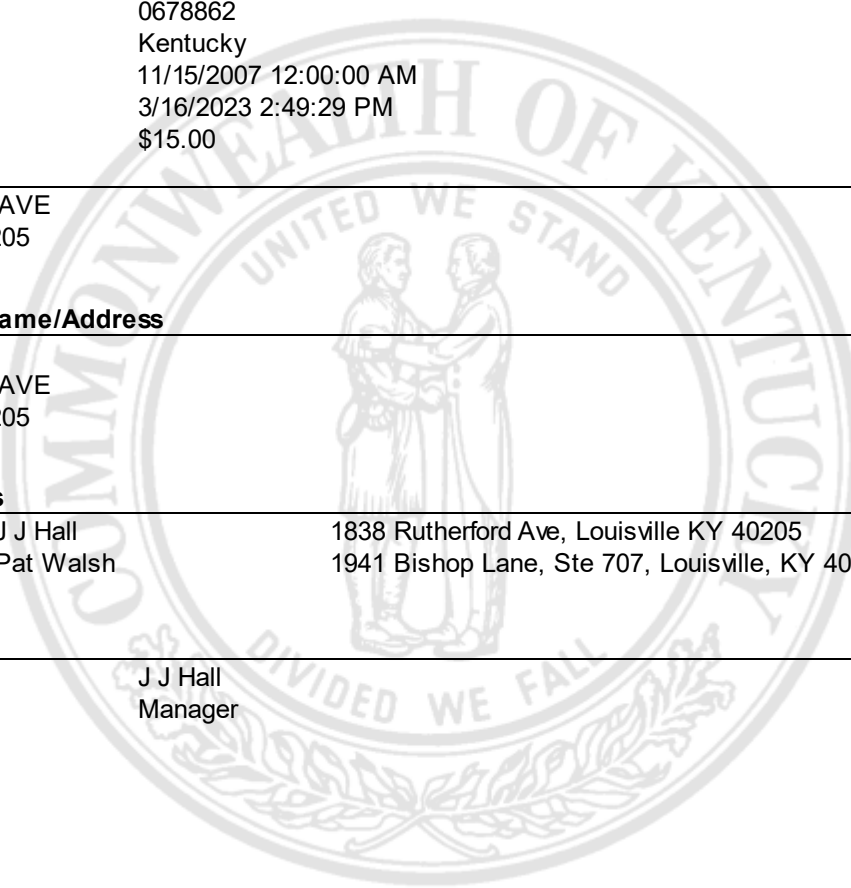 0678862
Kentucky
11/15/2007 12:00:00 AM
3/16/2023 2:49:29 PM
$15.00
AVE
205
ame/Address
AVE
205
s
J J Hall 1838 Rutherford Ave, Louisville KY 40205
Pat Walsh 1941 Bishop Lane, Ste 707, Louisville, KY 40
J J Hall
Manager
COMMONWEALTH OF KENTUCKY
UNITED WE STAND
DIVIDED WE FALL